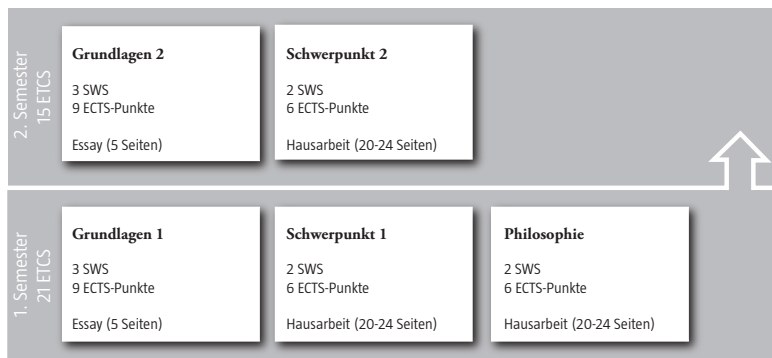 2. Semester
15 ETCS
Grundlagen 2
3 SWS
9 ECTS-Punkte
Essay (5 Seiten)
Schwerpunkt 2
2 SWS
6 ECTS-Punkte
Hausarbeit (20-24 Seiten)
1. Semester
21 ETCS
Grundlagen 1
3 SWS
9 ECTS-Punkte
Essay (5 Seiten)
Schwerpunkt 1
2 SWS
6 ECTS-Punkte
Hausarbeit (20-24 Seiten)
Philosophie
2 SWS
6 ECTS-Punkte
Hausarbeit (20-24 Seiten)